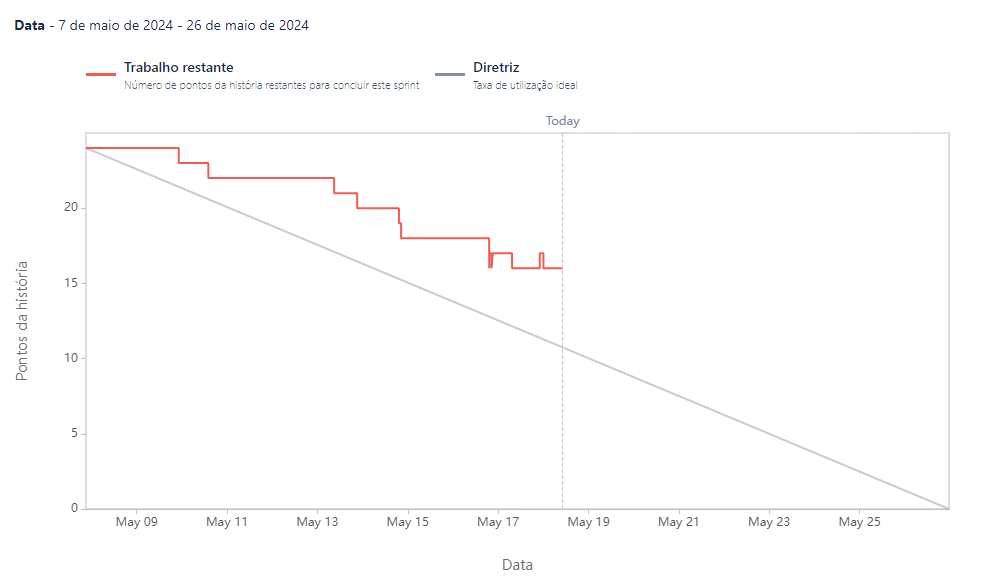 Data - 7 de maio de 2024 - 26 de maio de 2024
Trabalho restante
Número de pontos da história restantes para concluir este sprint
Diretriz
Taxa de utilização ideal
Today
Pontos da história
20
15
10
5
0
May 09 May 11 May 13 May 15 May 17 May 19 May 21 May 23 May 25
Data